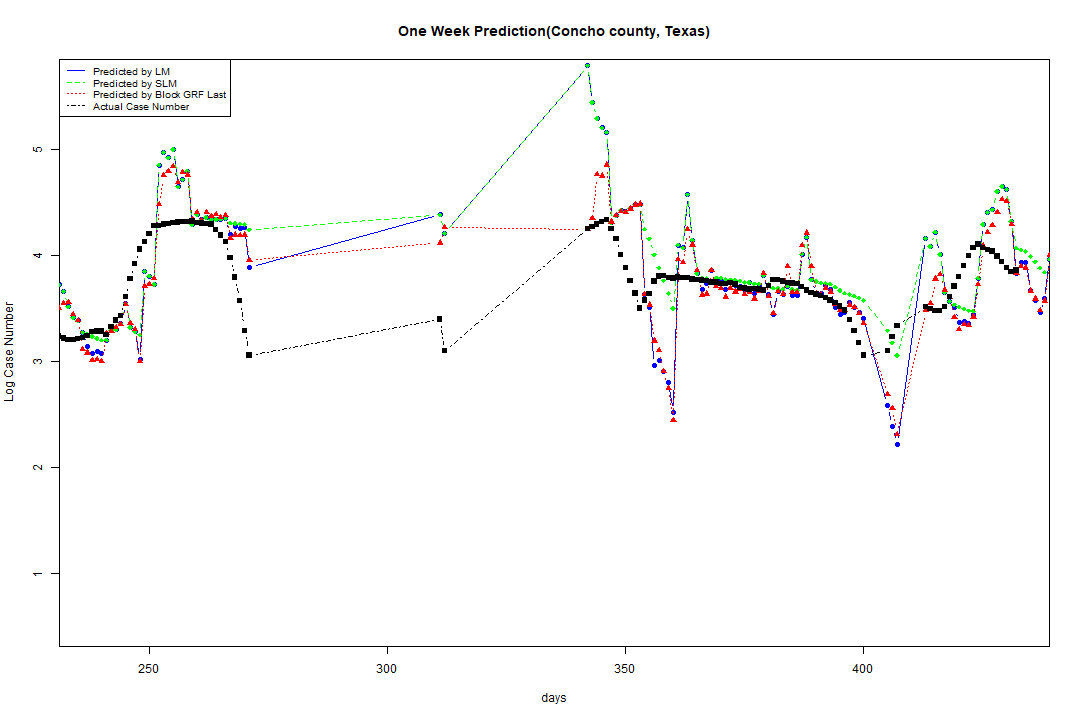 One Week Prediction(Concho county, Texas)
Predicted by LM
Predicted by SLM
Predicted by Block GRF Last
Actual Case Number
5
4
3
2
1
Log Case Number
250 300 350 400
days